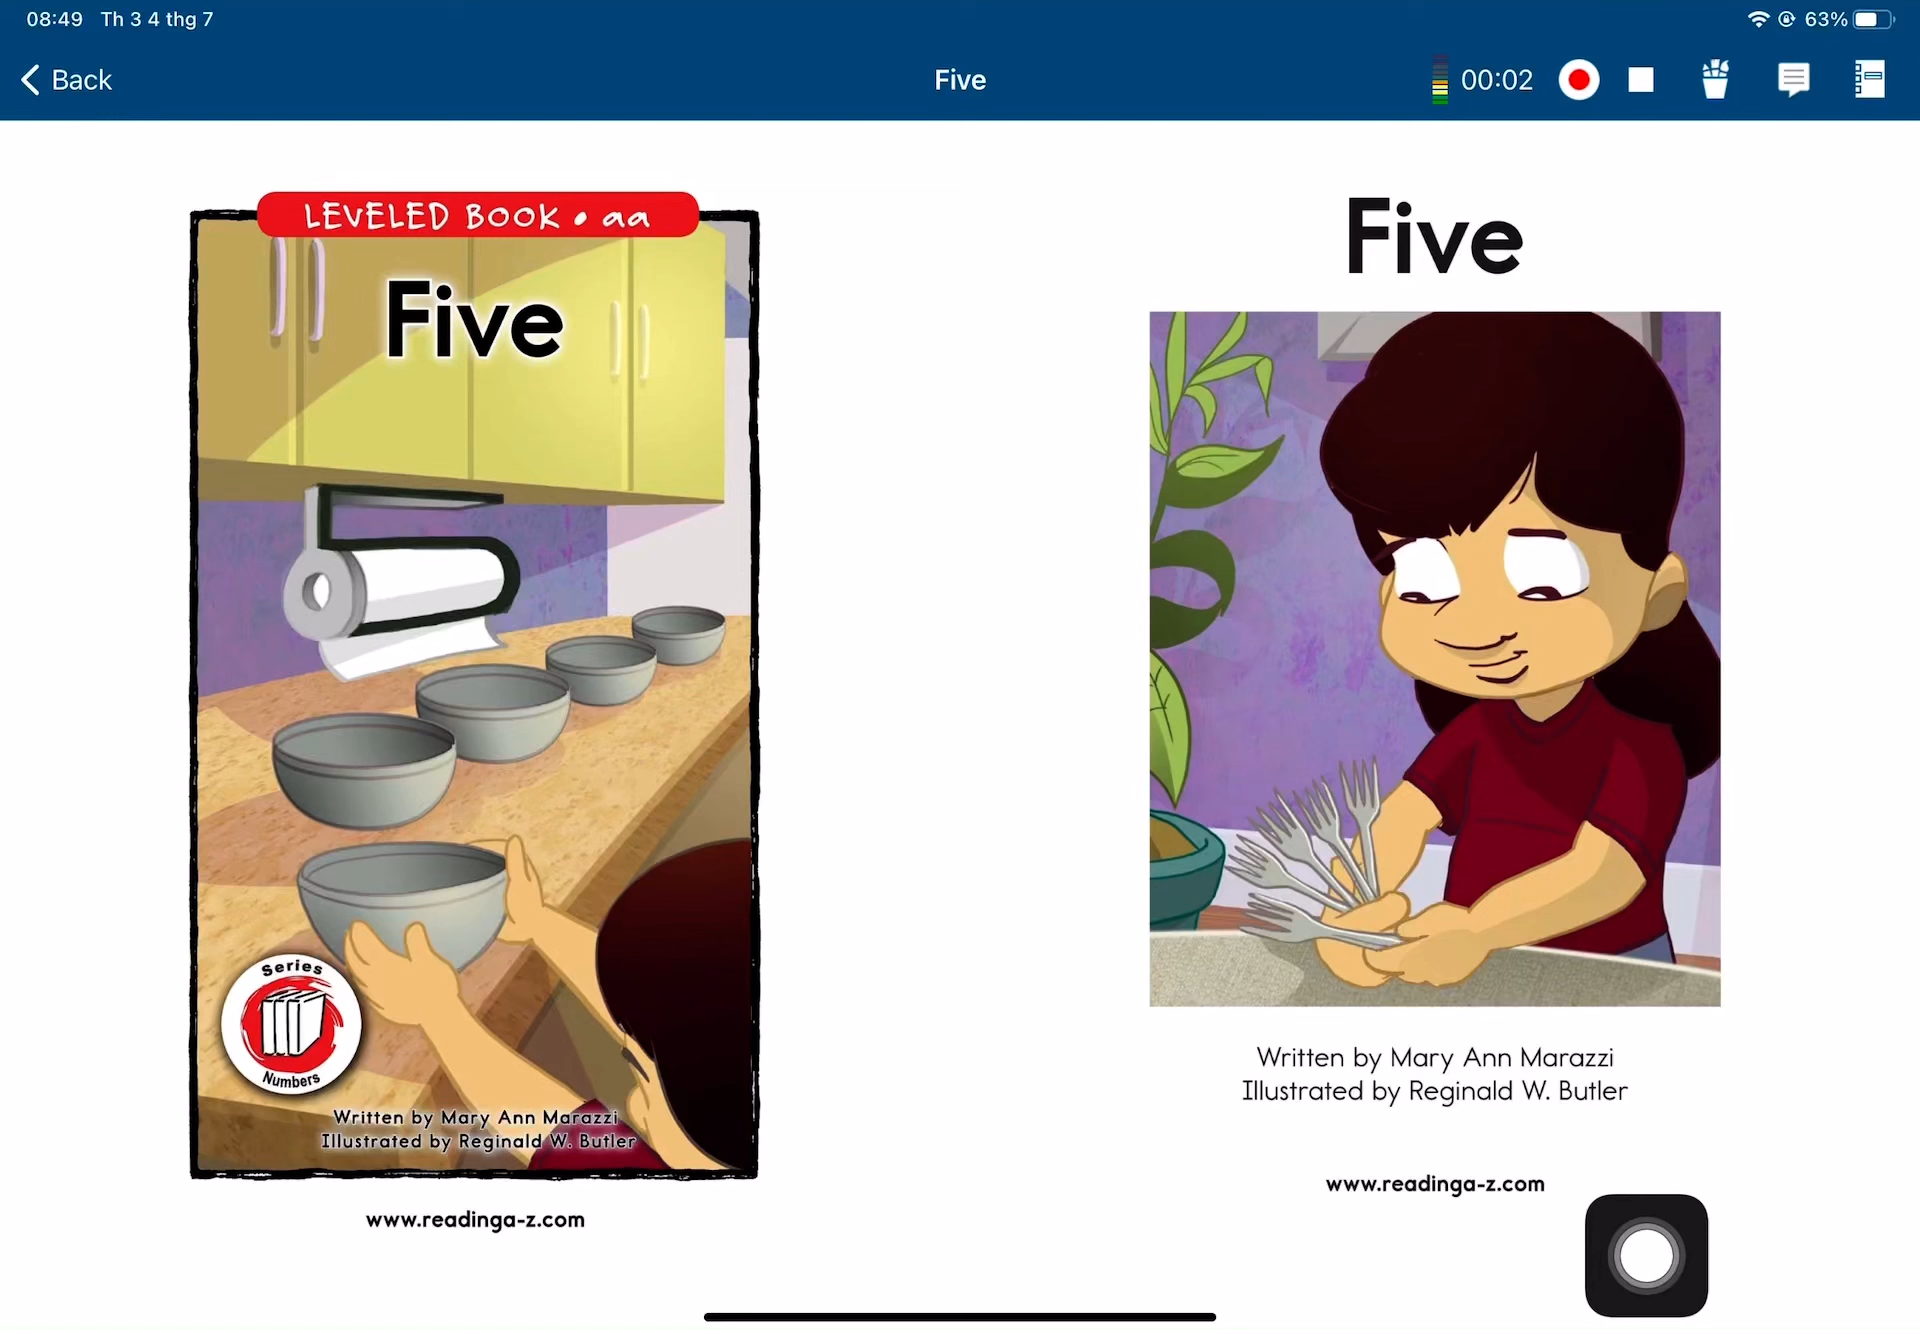 08:49 Th 3 4 thg 7
63%
Back
Five
00:02
LEVELED BOOK • aa
Five
Series
Numbers
Written by Mary Ann Marazzi
Illustrated by Reginald W. Butler
www.readinga-z.com
Five
Written by Mary Ann Marazzi
Illustrated by Reginald W. Butler
www.readinga-z.com